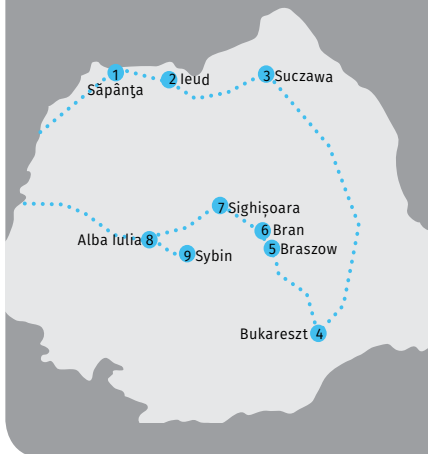 1
Săpânţa
2 Ieud
3 Suczawa
7 Sighișoara
6 Bran
5 Braszow
Alba Iulia 8
9 Sybin
Bukareszt 4